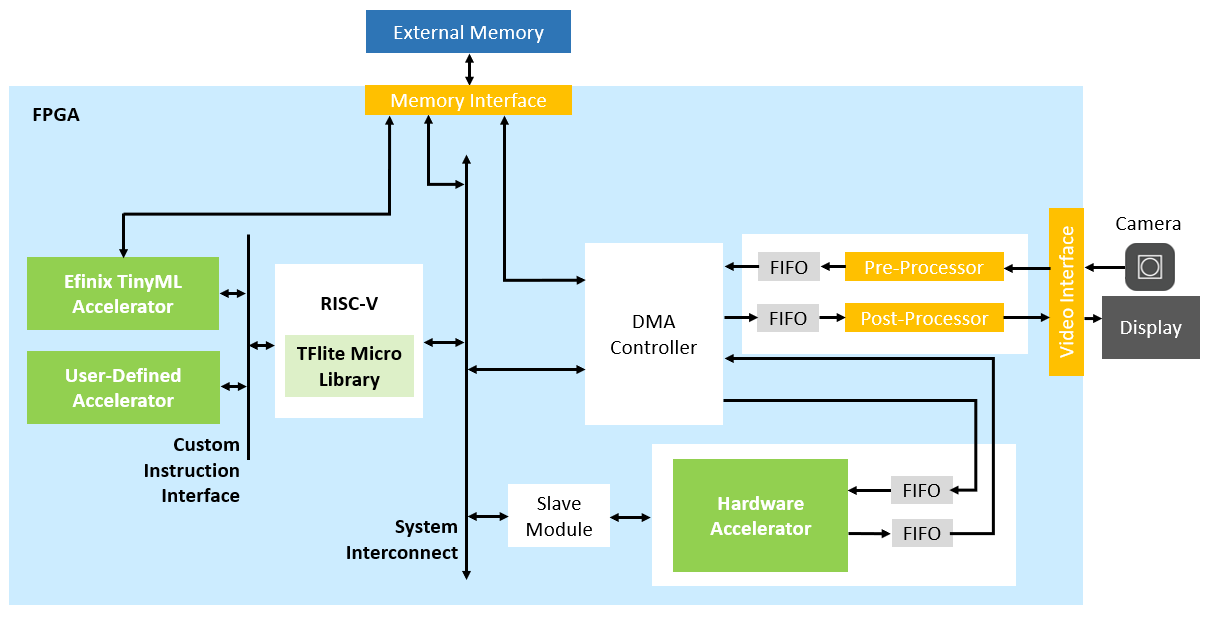 External Memory
Memory Interface
FPGA
Efinix TinyML
Accelerator
User-Defined
Accelerator
Custom
Instruction
Interface
RISC-V
TFlite Micro
Library
System
Interconnect
DMA
Controller
FIFO
Pre-Processor
FIFO
Post-Processor
Video Interface
Camera
Display
Slave
Module
Hardware
Accelerator
FIFO
FIFO